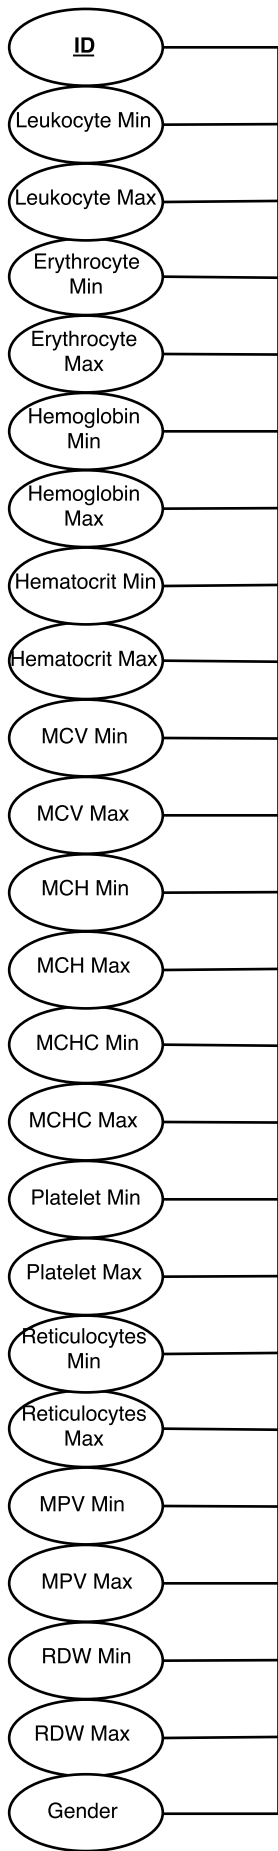 ID
Leukocyte Min
Leukocyte Max
Erythrocyte
Min
Erythrocyte
Max
Hemoglobin
Min
Hemoglobin
Max
Hematocrit Min
Hematocrit Max
MCV Min
MCV Max
MCH Min
MCH Max
MCHC Min
MCHC Max
Platelet Min
Platelet Max
Reticulocytes
Min
Reticulocytes
Max
MPV Min
MPV Max
RDW Min
RDW Max
Gender